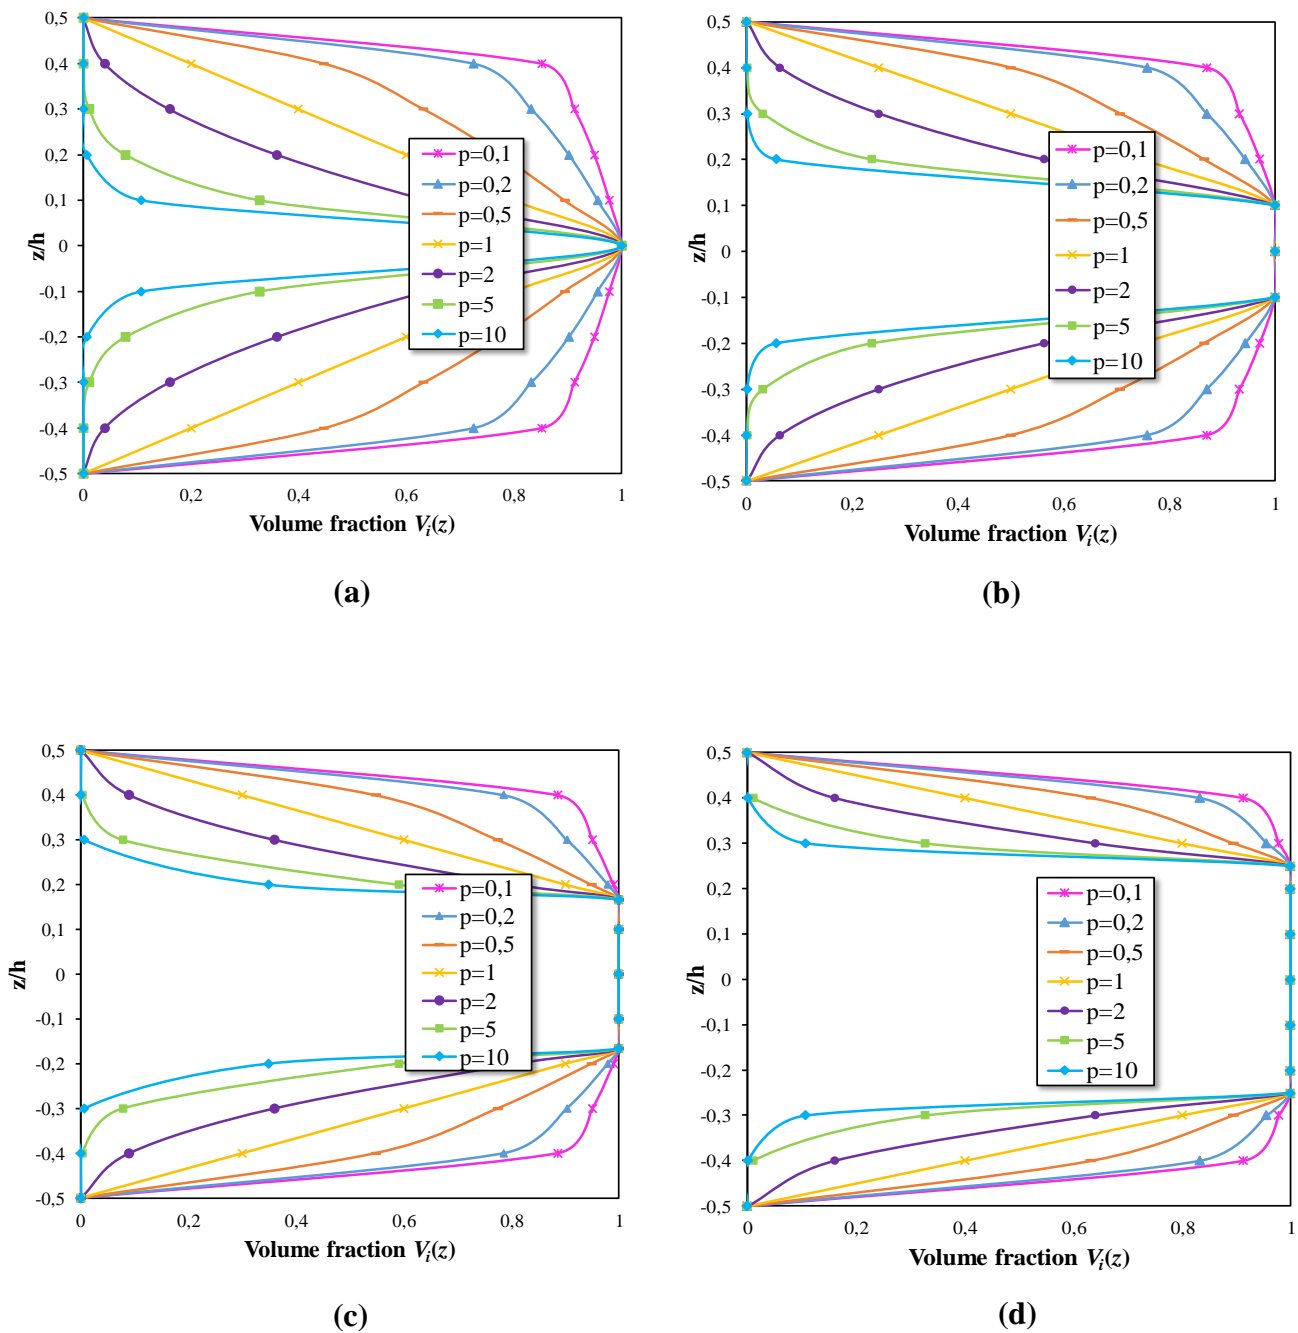 0,5
0,4
0,3
0,2
0,1
0
-0,1
-0,2
-0,3
-0,4
-0,5
z/h
0 0,2 0,4 0,6 0,8 1
Volume fraction Vi(z)
p=0,1
p=0,2
p=0,5
p=1
p=2
p=5
p=10
(a)
0,5
0,4
0,3
0,2
0,1
0
-0,1
-0,2
-0,3
-0,4
-0,5
z/h
0 0,2 0,4 0,6 0,8 1
Volume fraction Vi(z)
p=0,1
p=0,2
p=0,5
p=1
p=2
p=5
p=10
(b)
0,5
0,4
0,3
0,2
0,1
0
-0,1
-0,2
-0,3
-0,4
-0,5
z/h
0 0,2 0,4 0,6 0,8 1
Volume fraction Vi(z)
p=0,1
p=0,2
p=0,5
p=1
p=2
p=5
p=10
(c)
0,5
0,4
0,3
0,2
0,1
0
-0,1
-0,2
-0,3
-0,4
-0,5
z/h
0 0,2 0,4 0,6 0,8 1
Volume fraction Vi(z)
p=0,1
p=0,2
p=0,5
p=1
p=2
p=5
p=10
(d)